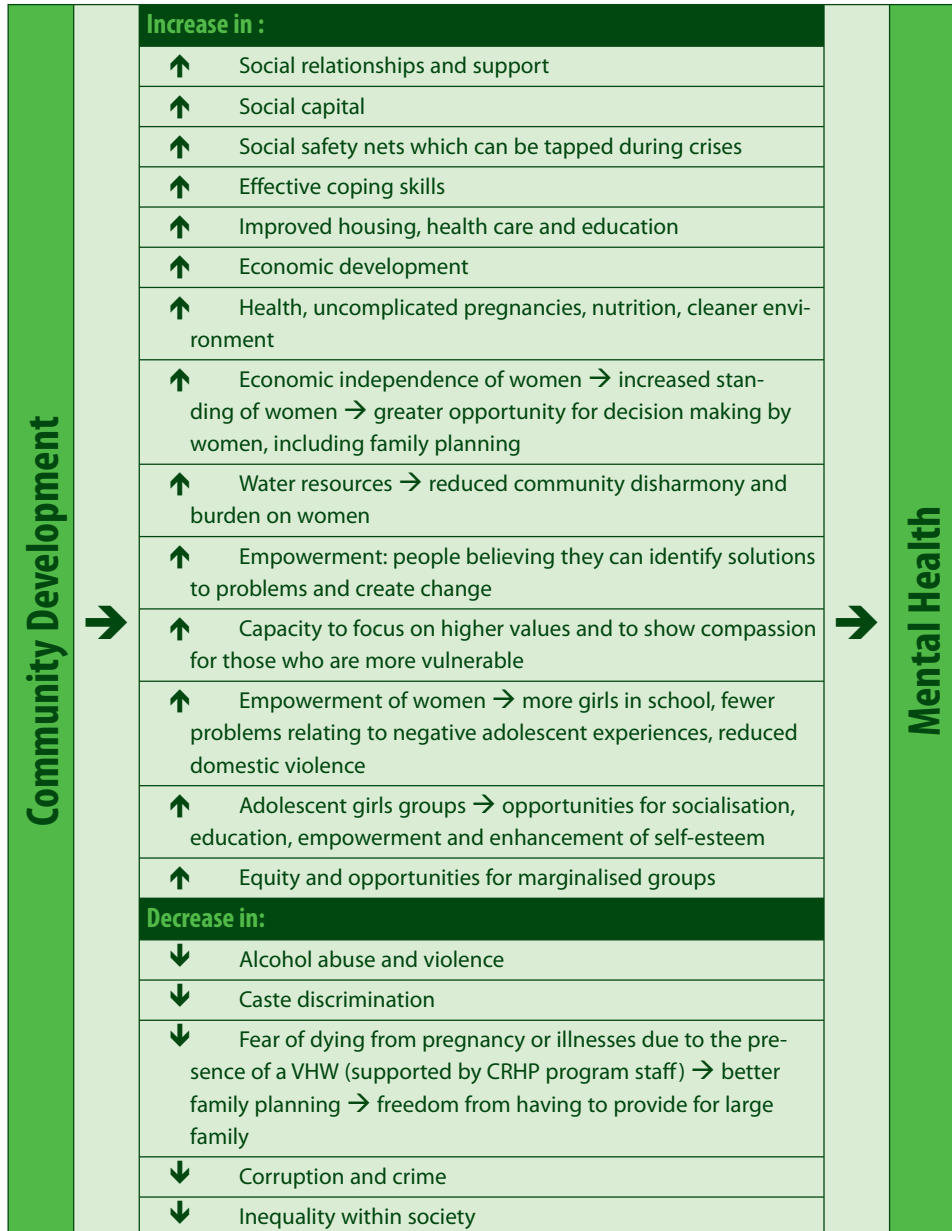 Community Development
➔
Increase in :
↑ Social relationships and support
↑ Social capital
↑ Social safety nets which can be tapped during crises
↑ Effective coping skills
↑ Improved housing, health care and education
↑ Economic development
↑ Health, uncomplicated pregnancies, nutrition, cleaner envi-
ronment
↑ Economic independence of women → increased stan-
ding of women → greater opportunity for decision making by
women, including family planning
↑ Water resources → reduced community disharmony and
burden on women
↑ Empowerment: people believing they can identify solutions
to problems and create change
↑ Capacity to focus on higher values and to show compassion
for those who are more vulnerable
↑ Empowerment of women → more girls in school, fewer
problems relating to negative adolescent experiences, reduced
domestic violence
↑ Adolescent girls groups → opportunities for socialisation,
education, empowerment and enhancement of self-esteem
↑ Equity and opportunities for marginalised groups
Decrease in:
↓ Alcohol abuse and violence
↓ Caste discrimination
↓ Fear of dying from pregnancy or illnesses due to the pre-
sence of a VHW (supported by CRHP program staff) → better
family planning → freedom from having to provide for large
family
↓ Corruption and crime
↓ Inequality within society
➔
Mental Health